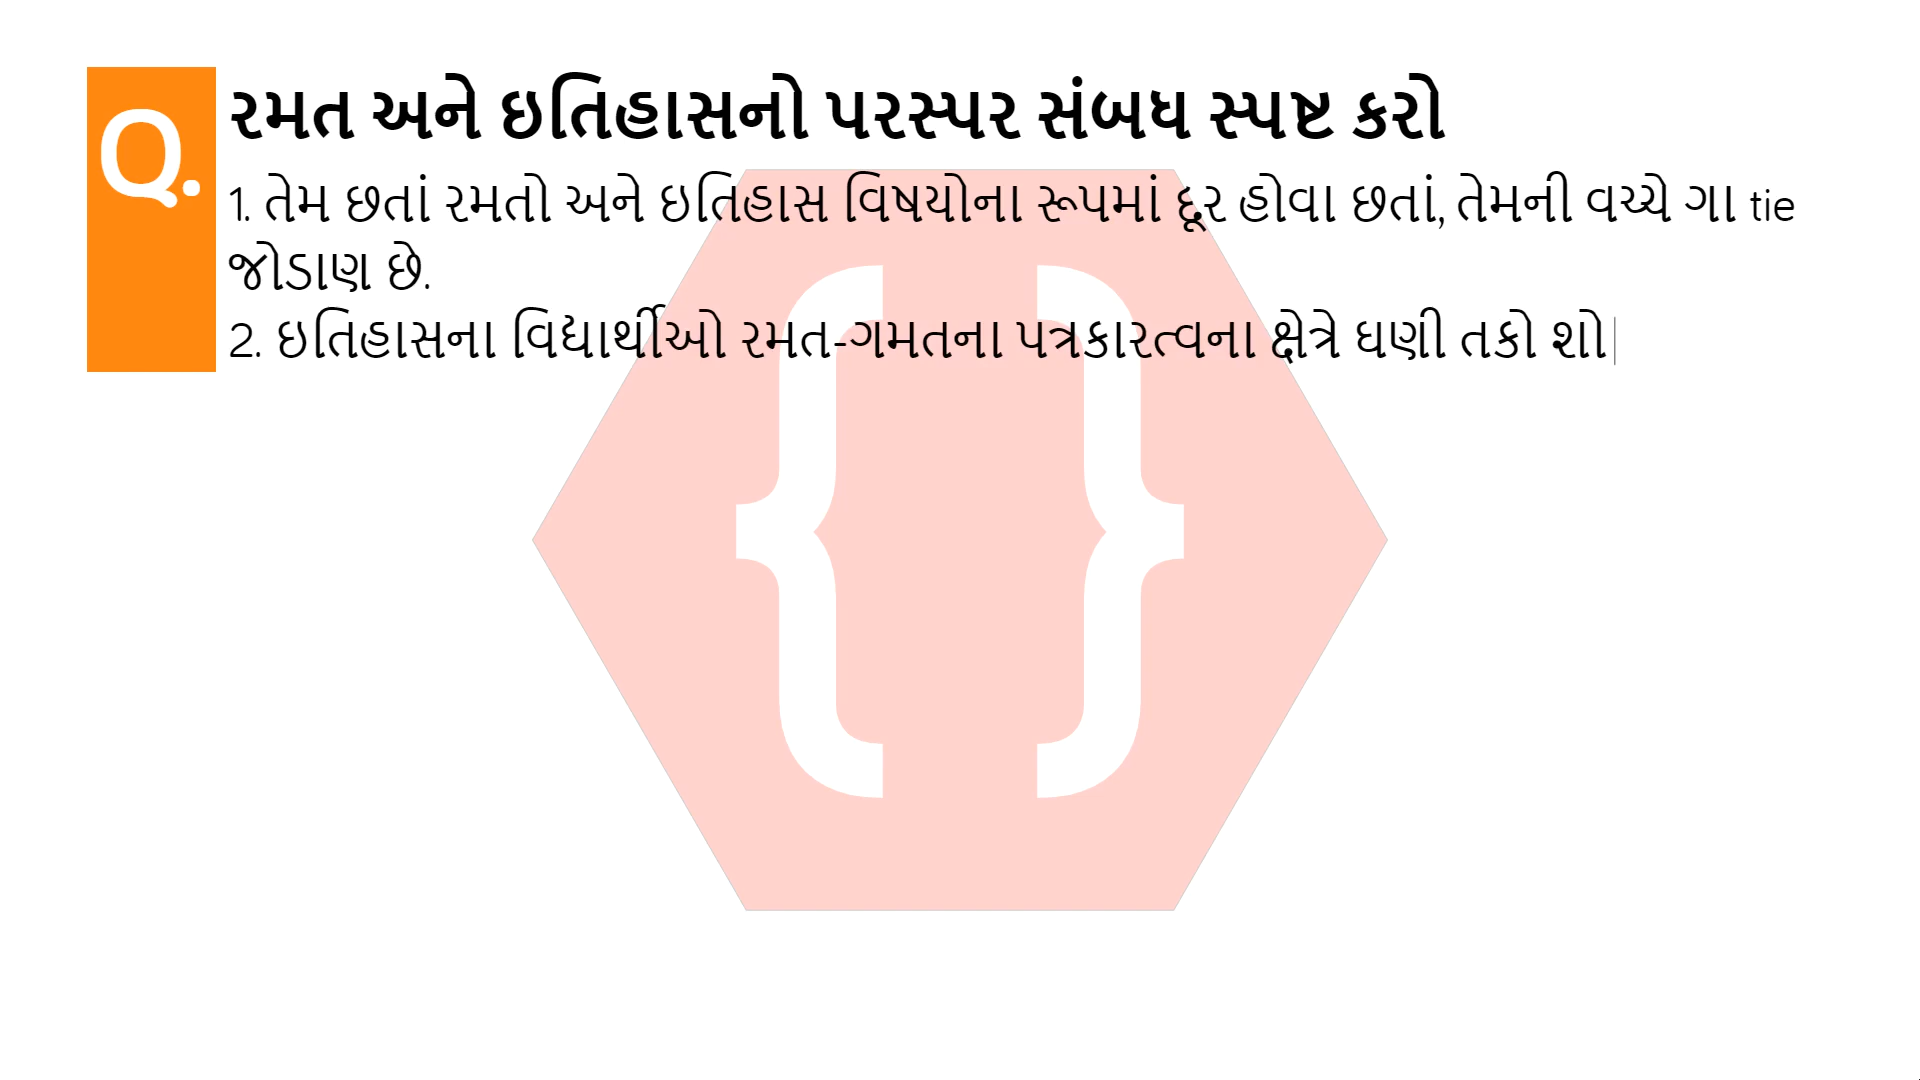 Q.
રમત અને ઇતિહાસનો પરસ્પર સંબધ સ્પષ્ટ કરો
1. તેમ છતાં રમતો અને ઇતિહાસ વિષયોના રૂપમાં દૂર હોવા છતાં, તેમની વચ્ચે ગા tie
જોડાણ છે.
2. ઇતિહાસના વિદ્યાર્થીઓ રમત-ગમતના પત્રકારત્વના ક્ષેત્રે ઘણી તકો શો